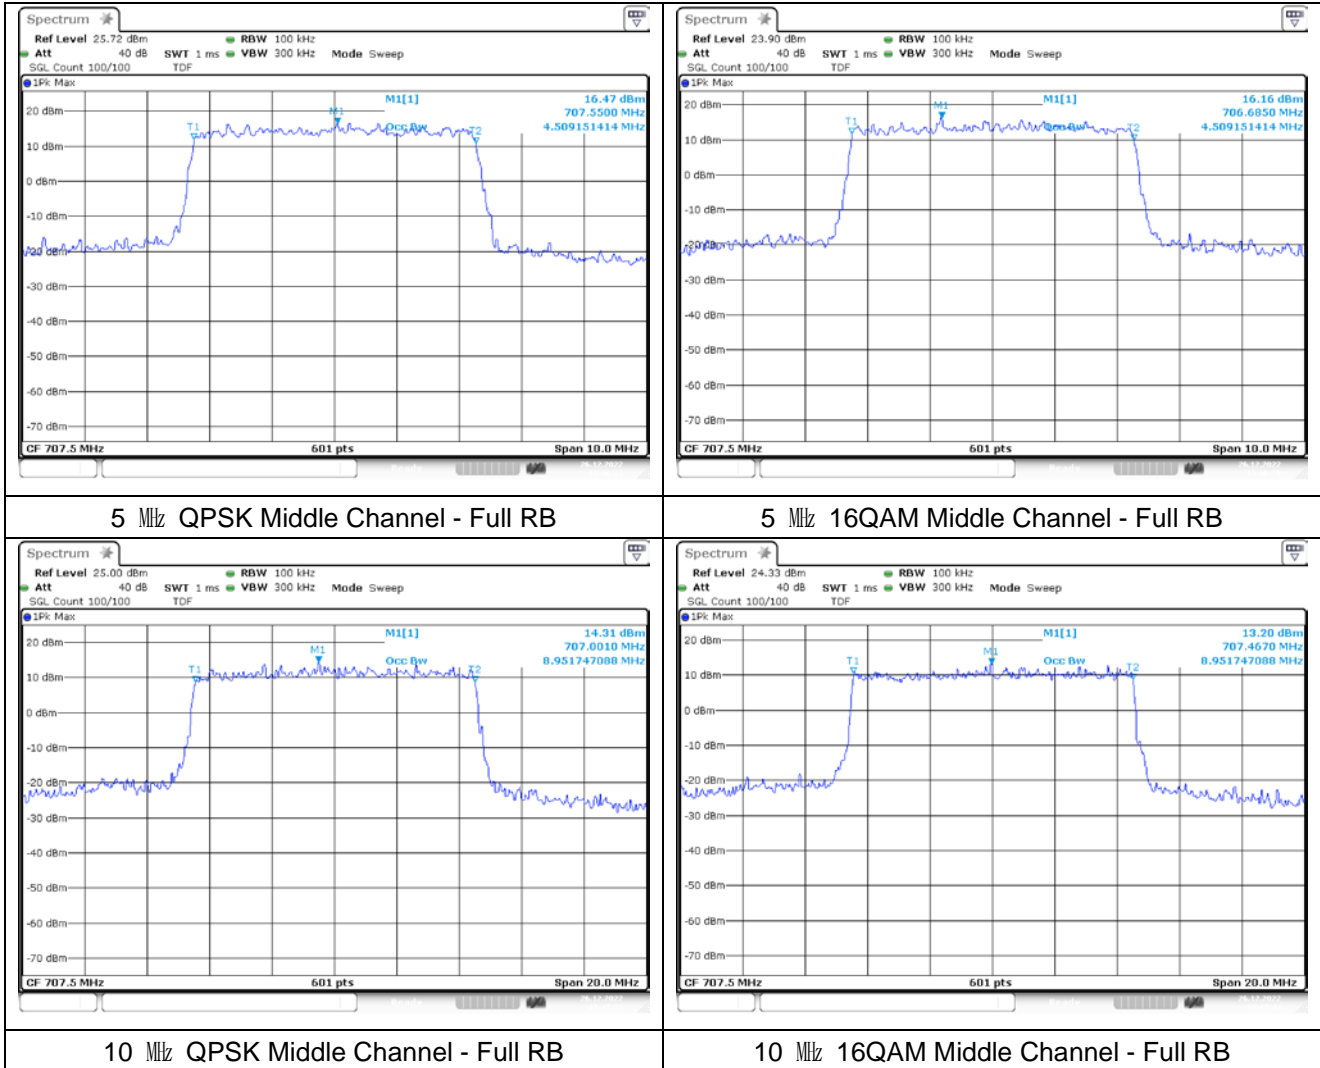 Spectrum
Ref Level 25.72 dBm RBW 100 kHz
Att 40 dB SWT 1 ms VBW 300 kHz Mode Sweep
SGL Count 100/100 TDF
1Pk Max
M1[1] 16.47 dBm
707.5500 MHz
Occ Bw 4.509151414 MHz
M1
T1
T2
20 dBm
10 dBm
0 dBm
-10 dBm
-20 dBm
-30 dBm
-40 dBm
-50 dBm
-60 dBm
-70 dBm
CF 707.5 MHz 601 pts Span 10.0 MHz
5 ㎒ QPSK Middle Channel - Full RB
Spectrum
Ref Level 23.90 dBm RBW 100 kHz
Att 40 dB SWT 1 ms VBW 300 kHz Mode Sweep
SGL Count 100/100 TDF
1Pk Max
M1[1] 16.16 dBm
706.6850 MHz
Occ Bw 4.509151414 MHz
M1
T1
T2
20 dBm
10 dBm
0 dBm
-10 dBm
-20 dBm
-30 dBm
-40 dBm
-50 dBm
-60 dBm
-70 dBm
CF 707.5 MHz 601 pts Span 10.0 MHz
5 ㎒ 16QAM Middle Channel - Full RB
Spectrum
Ref Level 25.00 dBm RBW 100 kHz
Att 40 dB SWT 1 ms VBW 300 kHz Mode Sweep
SGL Count 100/100 TDF
1Pk Max
M1[1] 14.31 dBm
707.0010 MHz
Occ Bw 8.951747088 MHz
M1
T1
T2
20 dBm
10 dBm
0 dBm
-10 dBm
-20 dBm
-30 dBm
-40 dBm
-50 dBm
-60 dBm
-70 dBm
CF 707.5 MHz 601 pts Span 20.0 MHz
10 ㎒ QPSK Middle Channel - Full RB
Spectrum
Ref Level 24.33 dBm RBW 100 kHz
Att 40 dB SWT 1 ms VBW 300 kHz Mode Sweep
SGL Count 100/100 TDF
1Pk Max
M1[1] 13.20 dBm
707.4670 MHz
Occ Bw 8.951747088 MHz
M1
T1
T2
20 dBm
10 dBm
0 dBm
-10 dBm
-20 dBm
-30 dBm
-40 dBm
-50 dBm
-60 dBm
-70 dBm
CF 707.5 MHz 601 pts Span 20.0 MHz
10 ㎒ 16QAM Middle Channel - Full RB